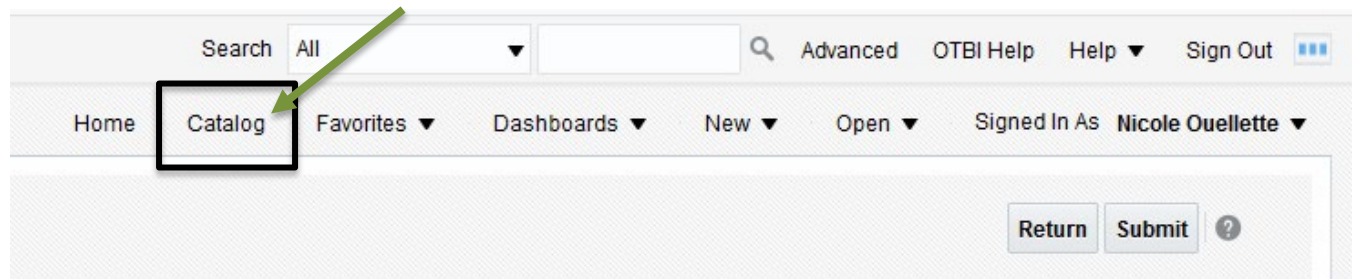 Search All Advanced OTBI Help Help Sign Out
Home Catalog Favorites Dashboards New Open Signed In As Nicole Ouellette
Return Submit ?